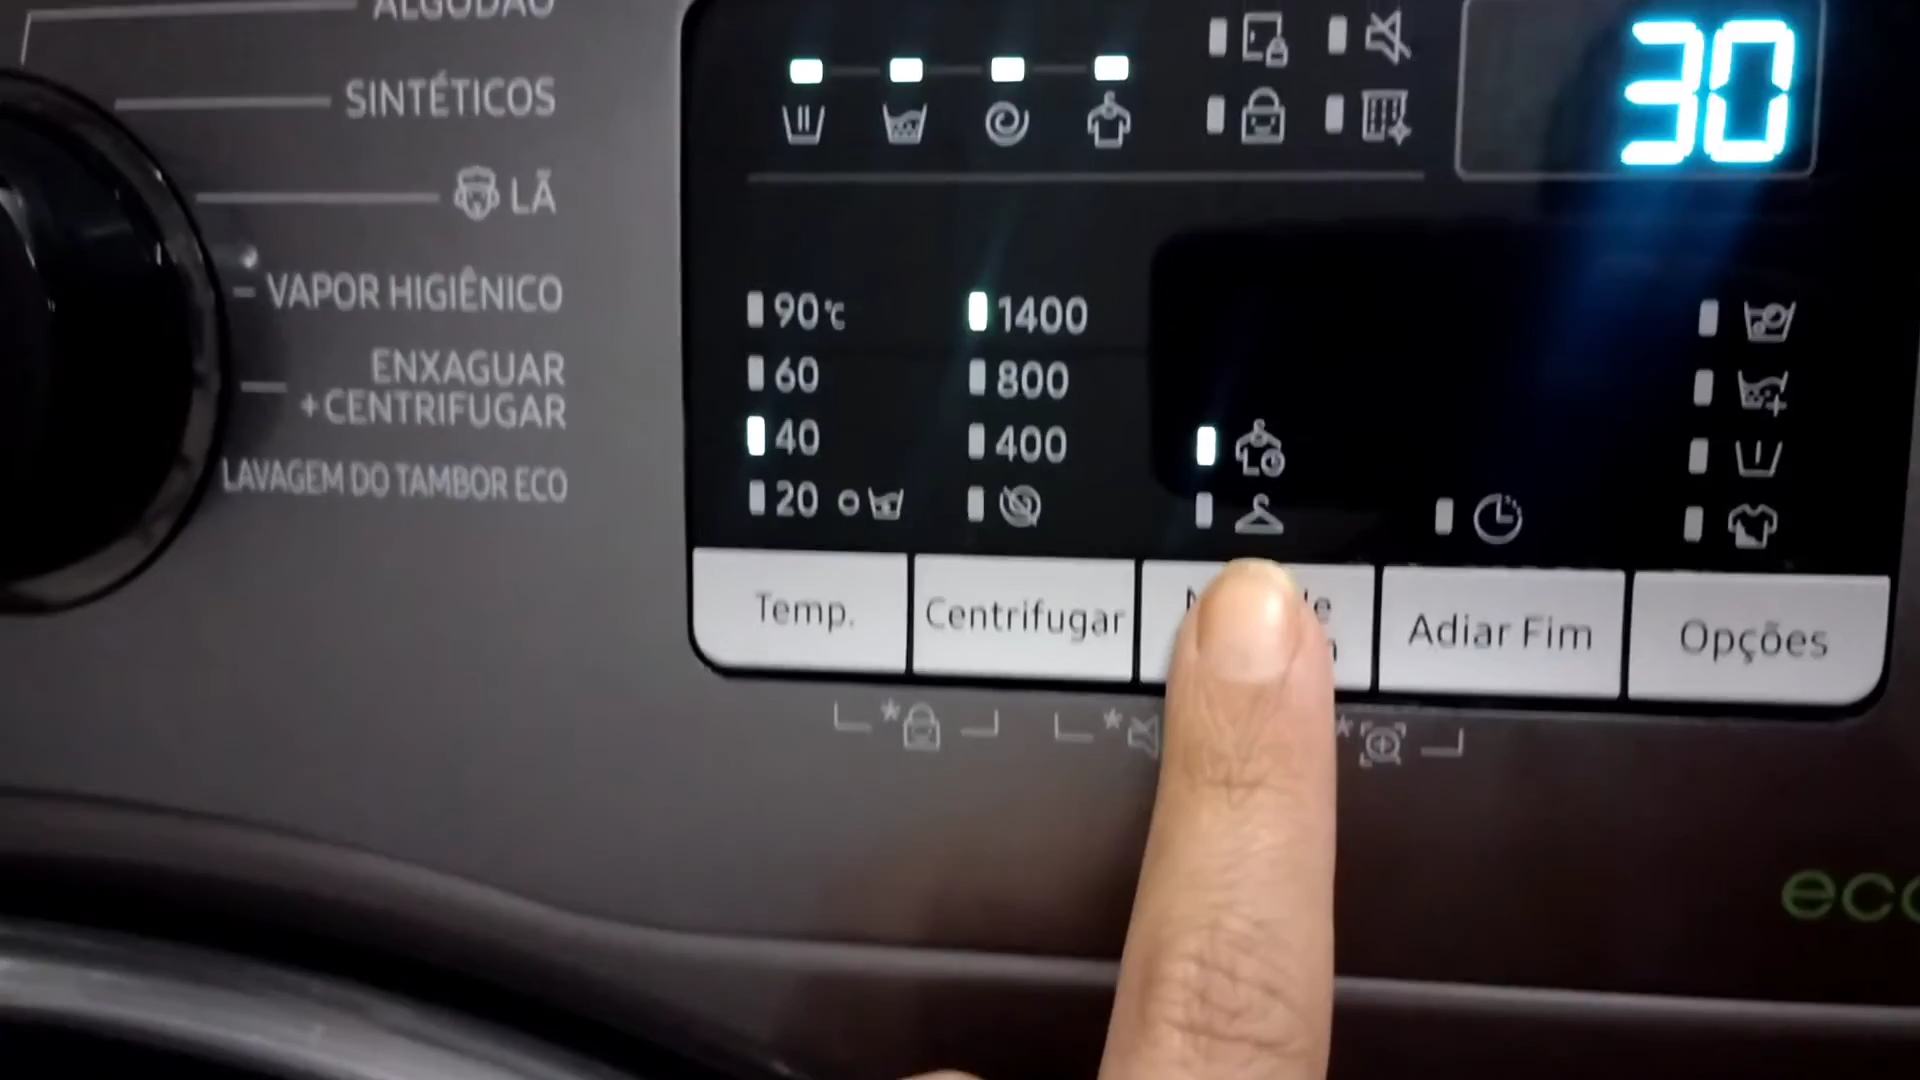 ALGODÃO
SINTÉTICOS
LÃ
VAPOR HIGIÊNICO
ENXAGUAR
+CENTRIFUGAR
LAVAGEM DO TAMBOR ECO
30
90℃
60
40
20
1400
800
400
Temp.
Centrifugar
Adiar Fim
Opções